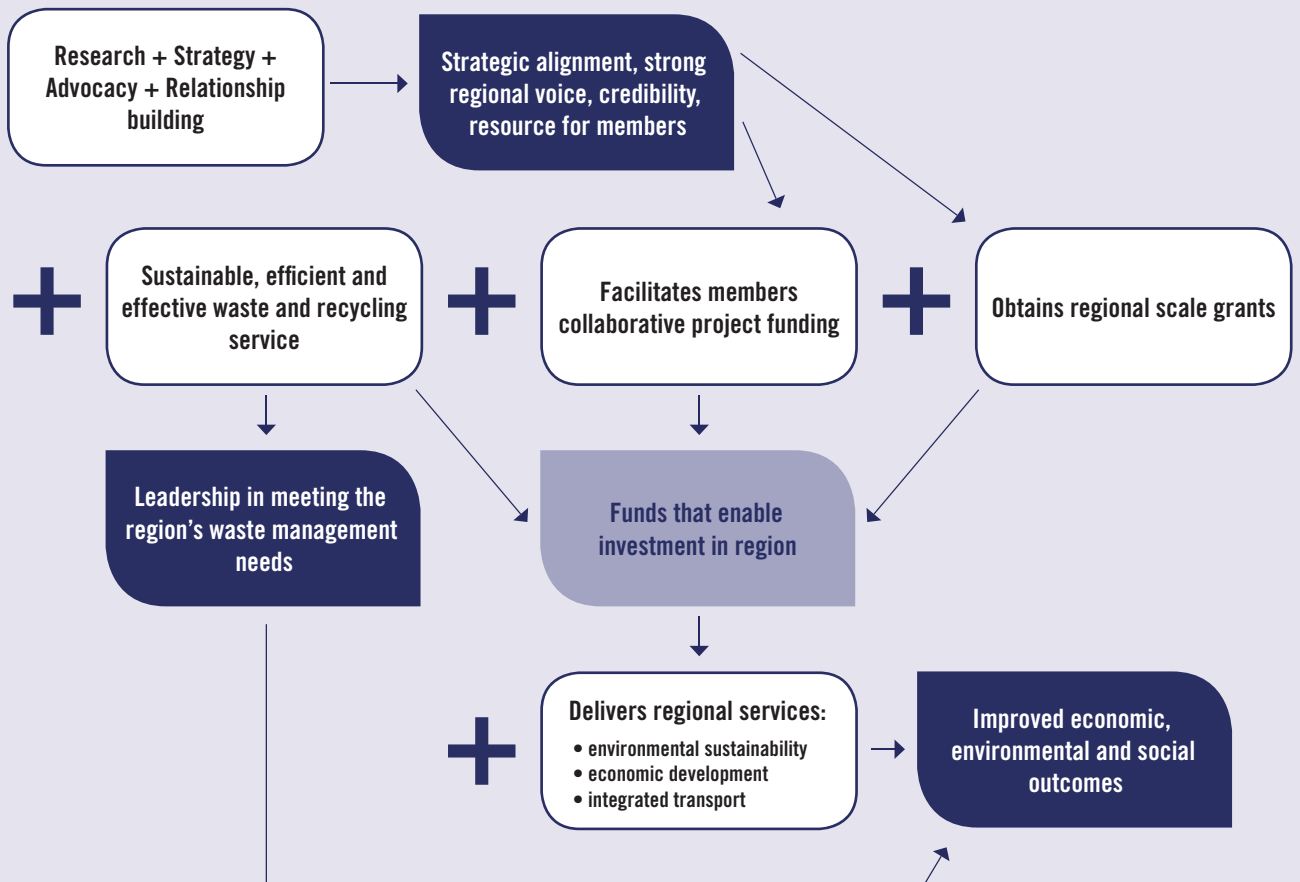 Research + Strategy +
Advocacy + Relationship
building
Strategic alignment, strong
regional voice, credibility,
resource for members
+
Sustainable, efficient and
effective waste and recycling
service
+
Facilitates members
collaborative project funding
+
Obtains regional scale grants
Leadership in meeting the
region’s waste management
needs
Funds that enable
investment in region
+
Delivers regional services:
• environmental sustainability
• economic development
• integrated transport
Improved economic,
environmental and social
outcomes